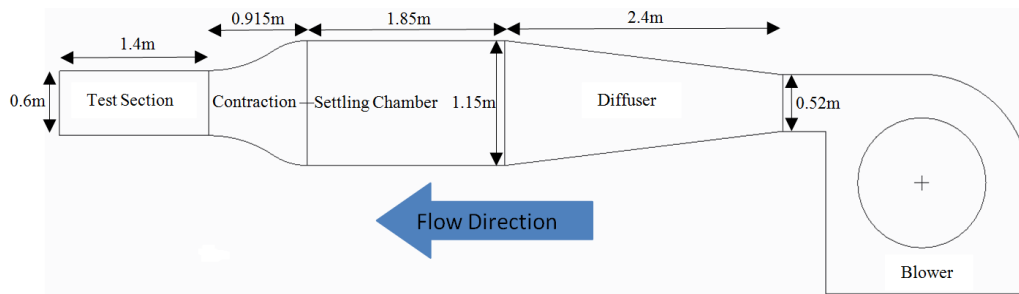 0.915m
1.85m
2.4m
1.4m
0.6m
Test Section
Contraction
Settling Chamber
1.15m
Diffuser
0.52m
Flow Direction
Blower